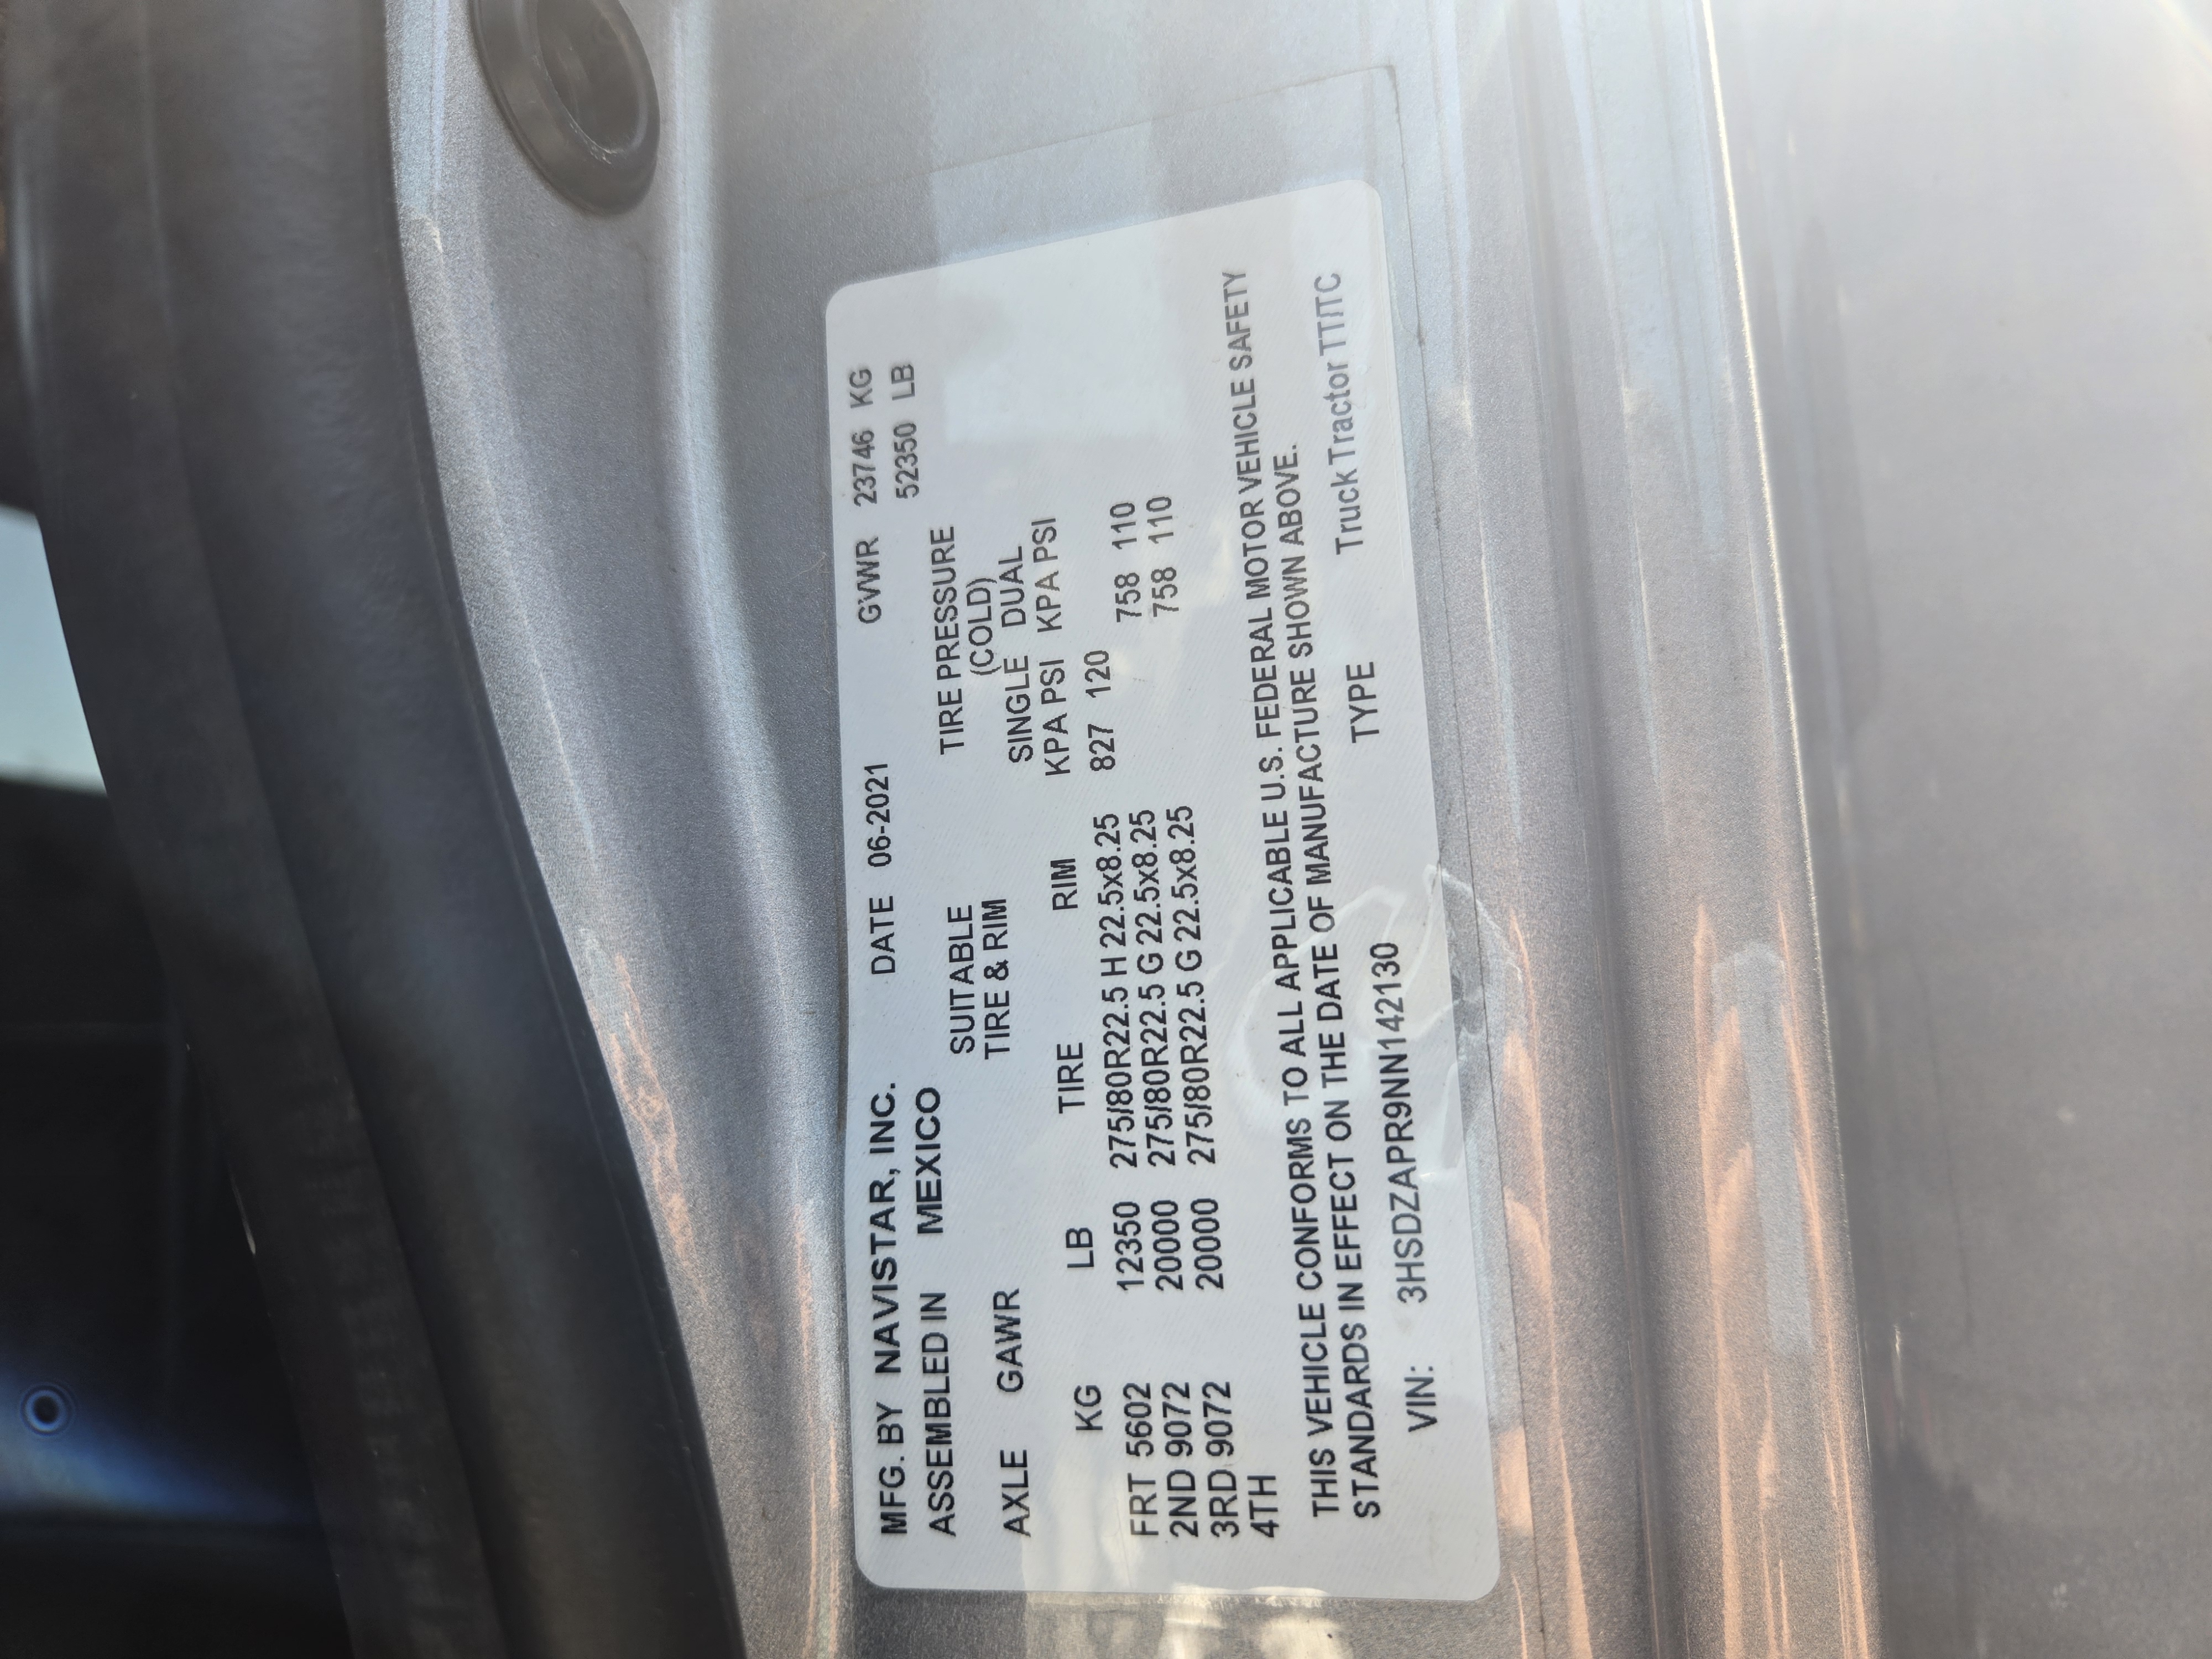 MFG. BY NAVISTAR, INC. DATE 06-2021 GVWR 23746 KG
ASSEMBLED IN MEXICO 52350 LB
SUITABLE TIRE PRESSURE
AXLE GAWR TIRE & RIM (COLD)
SINGLE DUAL
KG LB TIRE RIM KPA PSI KPA PSI
FRT 5602 12350 275/80R22.5 H 22.5x8.25 827 120
2ND 9072 20000 275/80R22.5 G 22.5x8.25 758 110
3RD 9072 20000 275/80R22.5 G 22.5x8.25 758 110
4TH
THIS VEHICLE CONFORMS TO ALL APPLICABLE U.S. FEDERAL MOTOR VEHICLE SAFETY
STANDARDS IN EFFECT ON THE DATE OF MANUFACTURE SHOWN ABOVE.
VIN: 3HSDZAPR9NN142130 TYPE Truck Tractor TT/TC